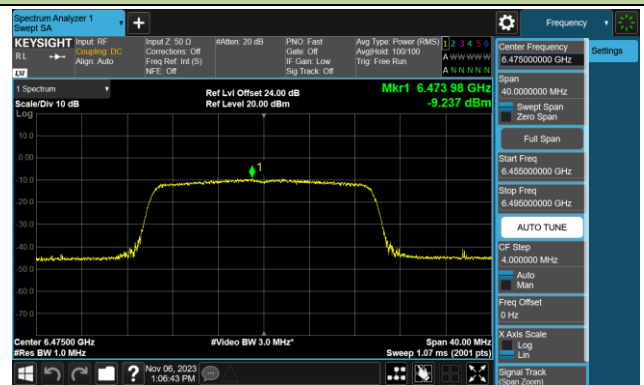 Spectrum Analyzer 1
Swept SA
Frequency
KEYSIGHT
RL
LXI
Input: RF
Coupling: DC
Align: Auto
Input Z: 50 Ω
Corrections: Off
Freq Ref: Int (S)
NFE: Off
#Atten: 20 dB
PNO: Fast
Gate: Off
IF Gain: Low
Sig Track: Off
Avg Type: Power (RMS)
Avg|Hold: 100/100
Trig: Free Run
1 2 3 4 5 6
A W W W W W
A N N N N N
1 Spectrum
Scale/Div 10 dB
Log
Ref Lvl Offset 24.00 dB
Ref Level 20.00 dBm
Mkr1 6.473 98 GHz
-9.237 dBm
10.0
0.00
-10.0
-20.0
-30.0
-40.0
-50.0
-60.0
-70.0
1
Center 6.47500 GHz
#Res BW 1.0 MHz
#Video BW 3.0 MHz*
Span 40.00 MHz
Sweep 1.07 ms (2001 pts)
Nov 06, 2023
1:06:43 PM
Center Frequency
6.475000000 GHz
Settings
Span
40.0000000 MHz
Swept Span
Zero Span
Full Span
Start Freq
6.455000000 GHz
Stop Freq
6.495000000 GHz
AUTO TUNE
CF Step
4.000000 MHz
Auto
Man
Freq Offset
0 Hz
X Axis Scale
Log
Lin
Signal Track
(Span Zoom)